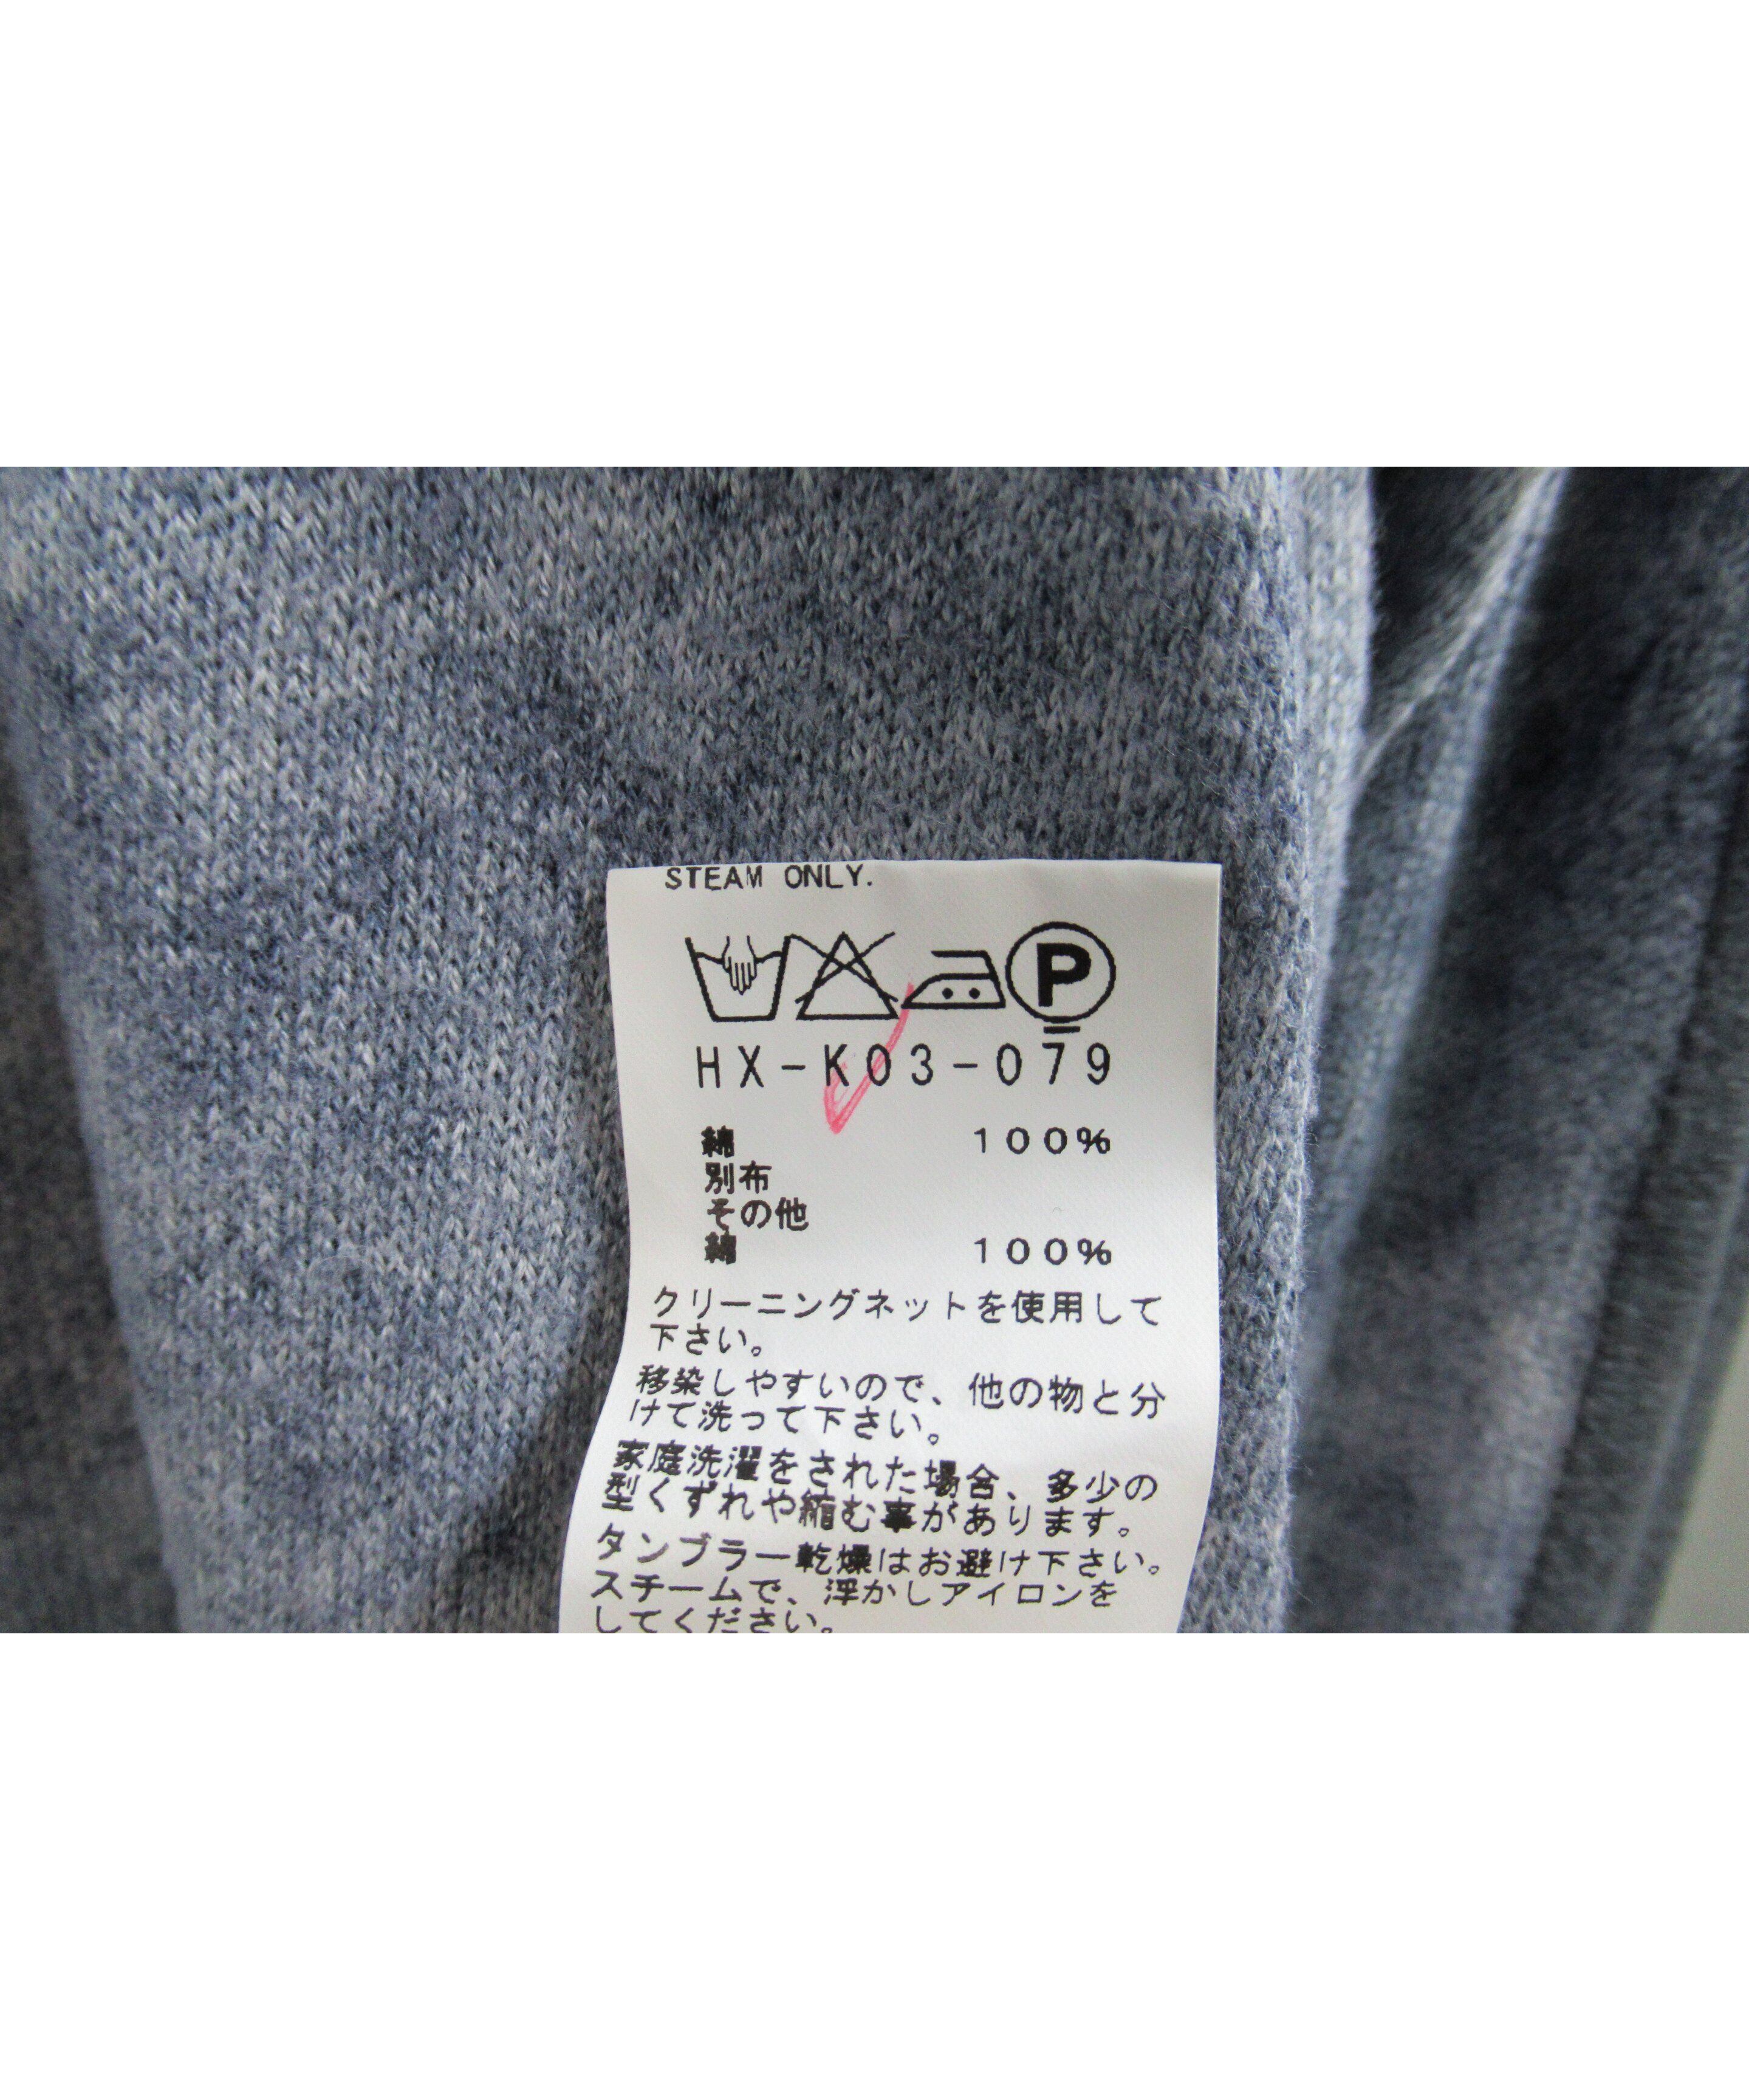 STEAM ONLY.
P
HX-K03-079
綿 100%
別布
その他
綿 100%
クリーニングネットを使用して
下さい。
移染しやすいので、他の物と分
けて洗って下さい。
家庭洗濯をされた場合、多少の
型くずれや縮む事があります。
タンブラー乾燥はお避け下さい。
スチームで、浮かしアイロンを
してください。